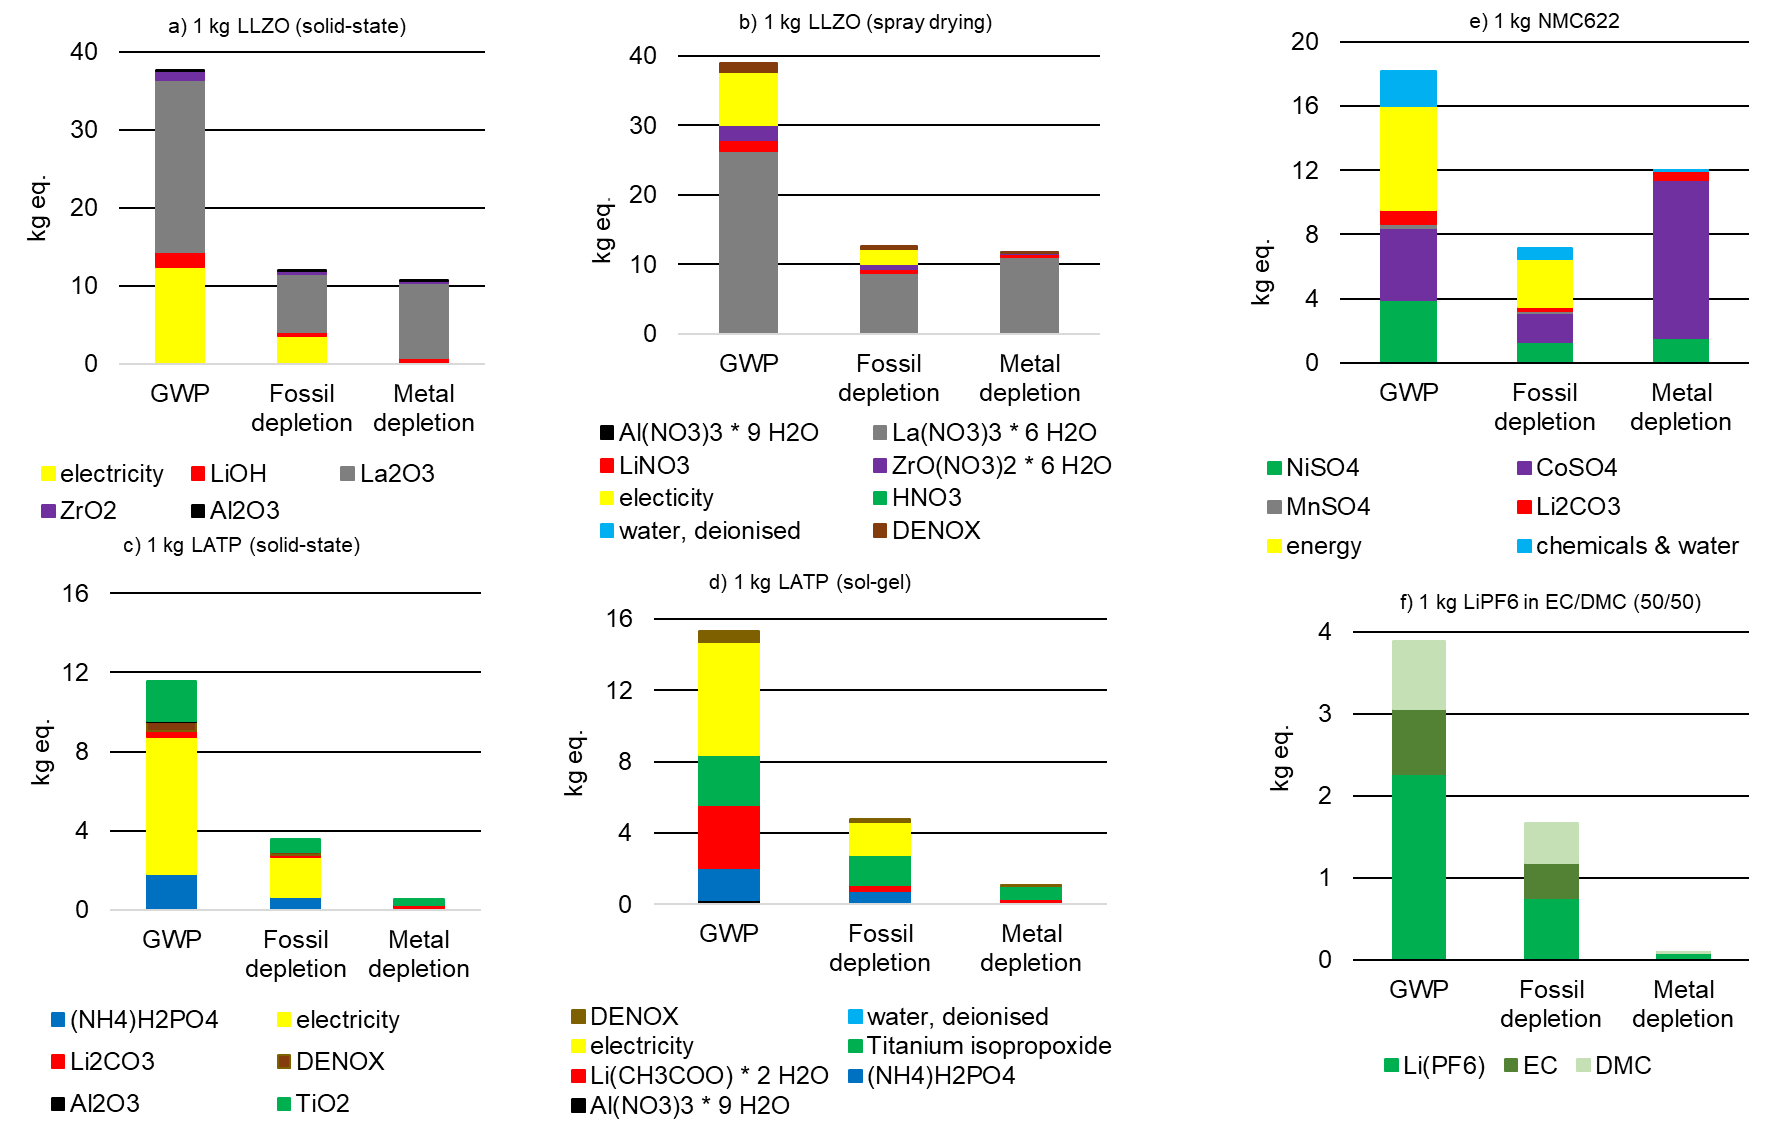 a) 1 kg LLZO (solid-state)
40
30
20
10
0
kg eq.
GWP
Fossil
depletion
Metal
depletion
electricity
LiOH
La2O3
ZrO2
Al2O3
b) 1 kg LLZO (spray drying)
40
30
20
10
0
kg eq.
GWP
Fossil
depletion
Metal
depletion
Al(NO3)3 * 9 H2O
La(NO3)3 * 6 H2O
LiNO3
ZrO(NO3)2 * 6 H2O
electicity
HNO3
water, deionised
DENOX
e) 1 kg NMC622
20
16
12
8
4
0
kg eq.
GWP
Fossil
depletion
Metal
depletion
NiSO4
CoSO4
MnSO4
Li2CO3
energy
chemicals & water
c) 1 kg LATP (solid-state)
16
12
8
4
0
kg eq.
GWP
Fossil
depletion
Metal
depletion
(NH4)H2PO4
electricity
Li2CO3
DENOX
Al2O3
TiO2
d) 1 kg LATP (sol-gel)
16
12
8
4
0
kg eq.
GWP
Fossil
depletion
Metal
depletion
DENOX
water, deionised
electricity
Titanium isopropoxide
Li(CH3COO) * 2 H2O
(NH4)H2PO4
Al(NO3)3 * 9 H2O
f) 1 kg LiPF6 in EC/DMC (50/50)
4
3
2
1
0
kg eq.
GWP
Fossil
depletion
Metal
depletion
Li(PF6)
EC
DMC